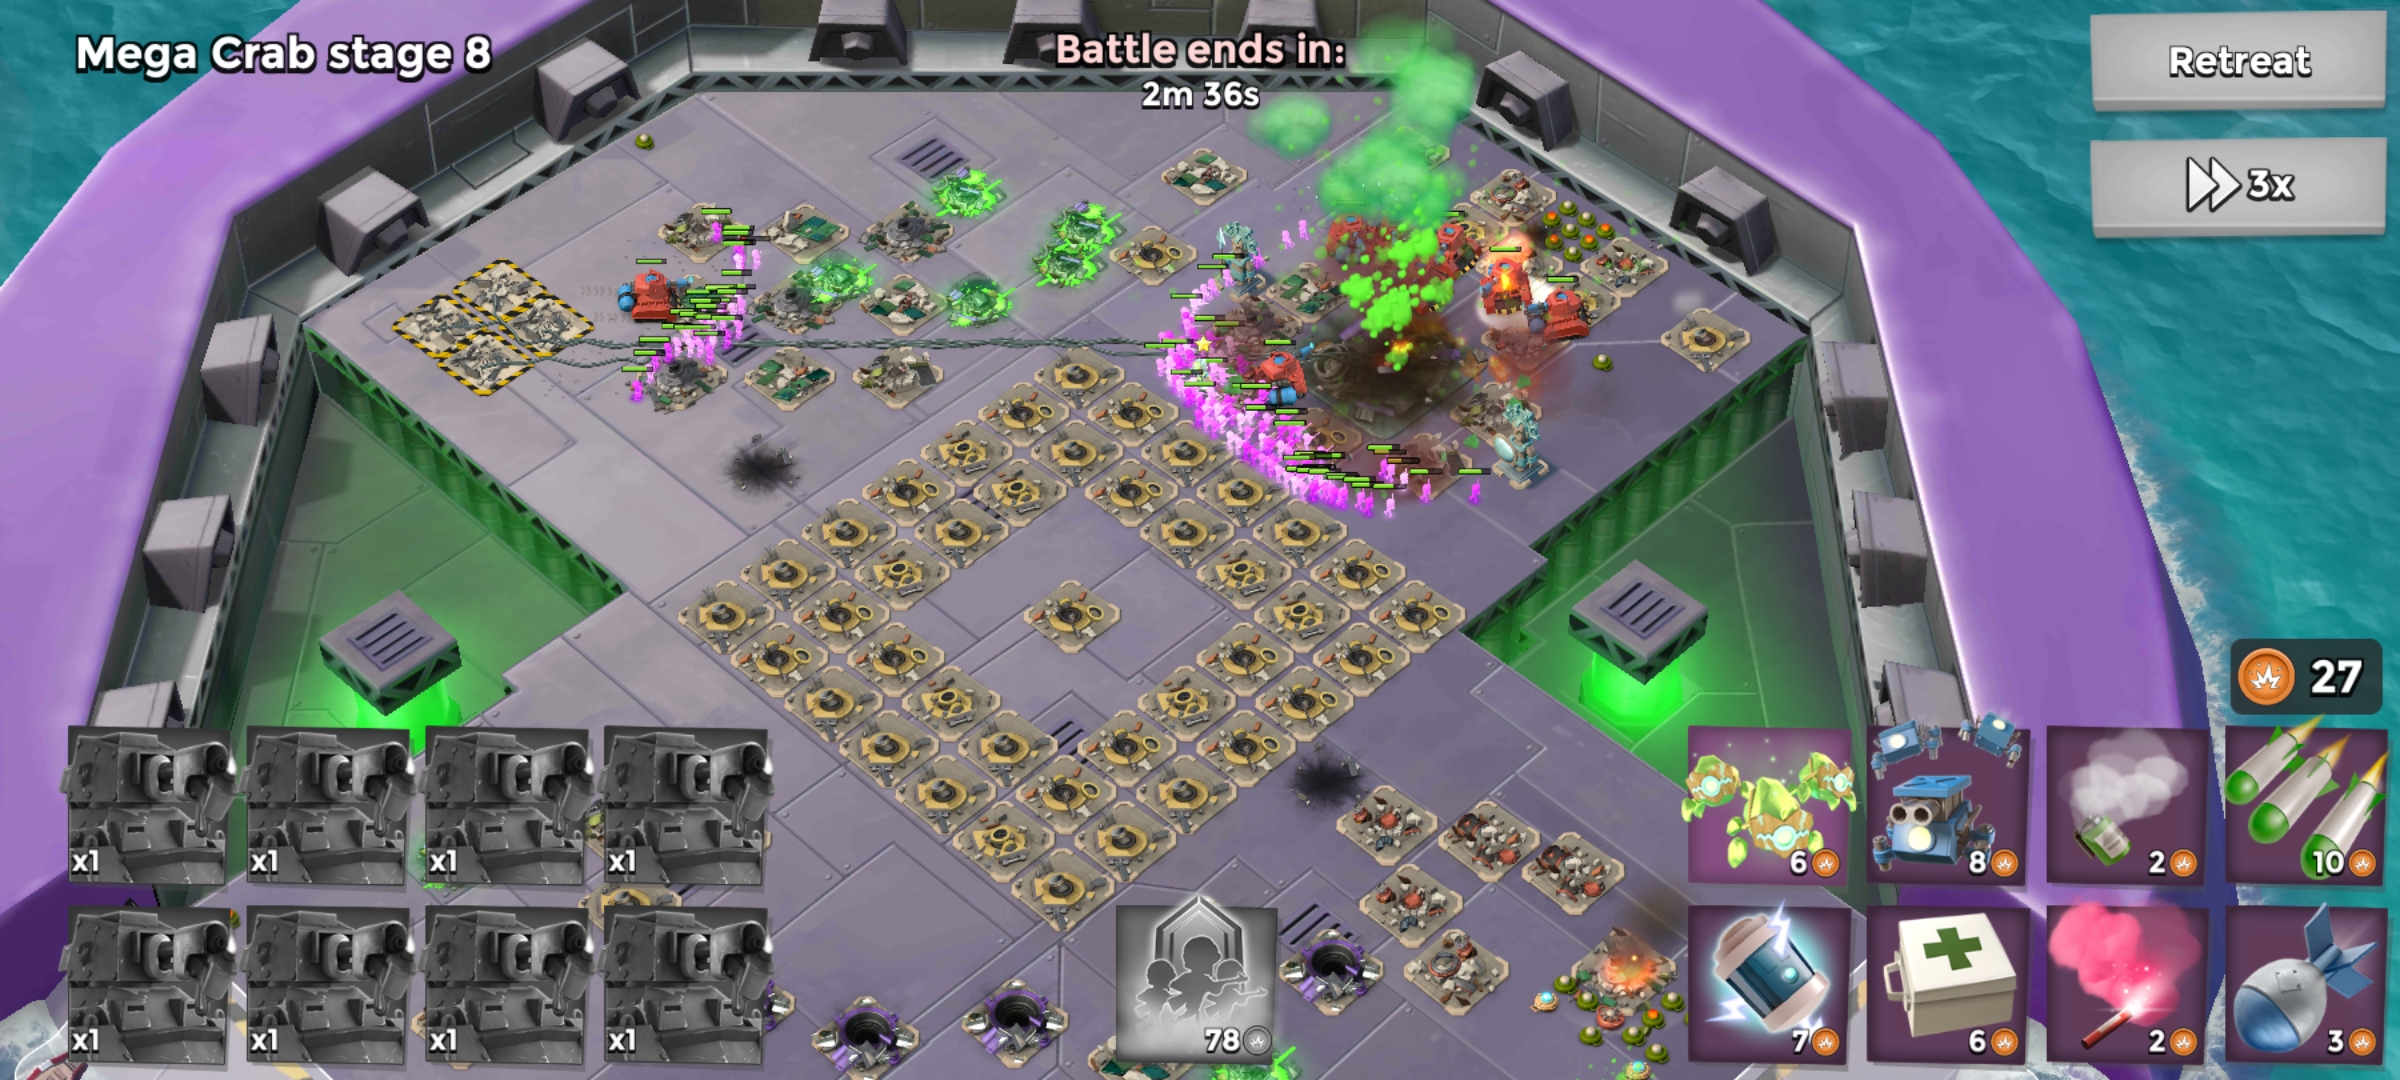 Mega Crab stage 8
Battle ends in:
2m 36s
Retreat
3x
27
x1
x1
x1
x1
6
8
2
10
x1
x1
x1
x1
78
7
6
2
3